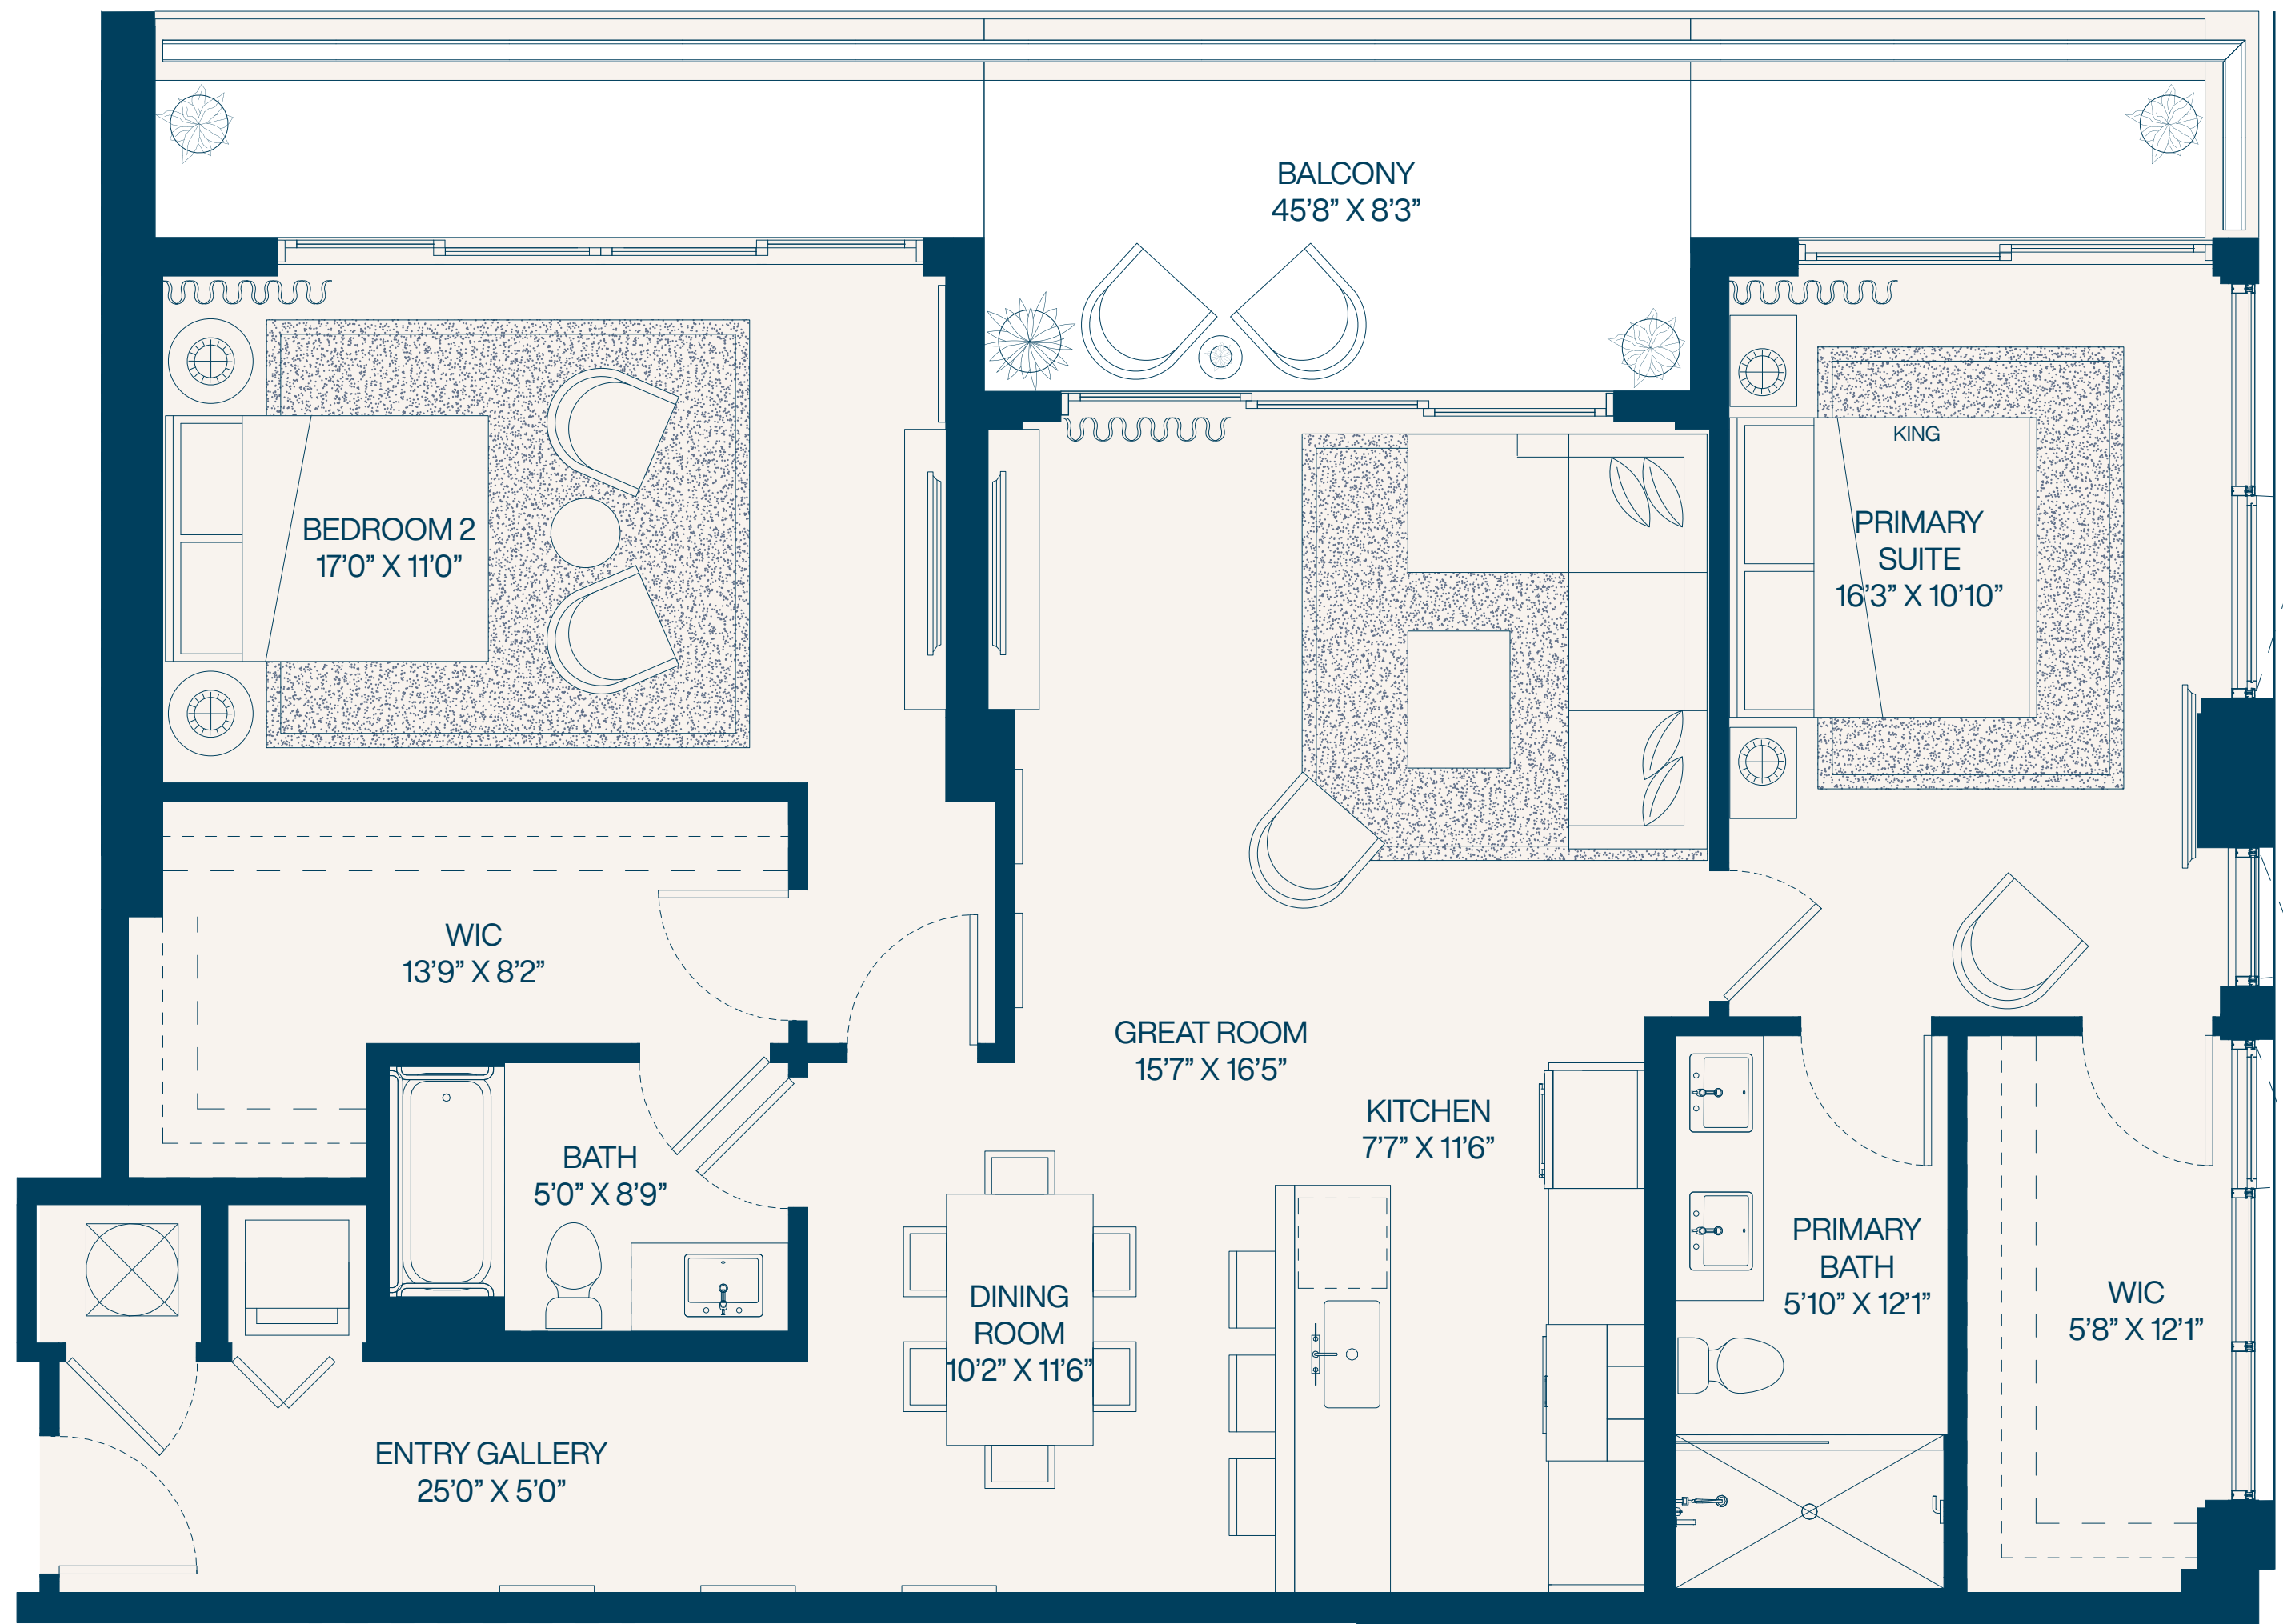 BALCONY
45’8” X 8’3”
KING
BEDROOM 2
17’0” X 11’0”
PRIMARY
SUITE
16’3” X 10’10”
WIC
13’9” X 8’2”
GREAT ROOM
15’7” X 16’5”
KITCHEN
7’7” X 11’6”
BATH
5’0” X 8’9”
PRIMARY
BATH
5’10” X 12’1”
DINING
ROOM
10’2” X 11’6”
WIC
5’8” X 12’1”
ENTRY GALLERY
25’0” X 5’0”